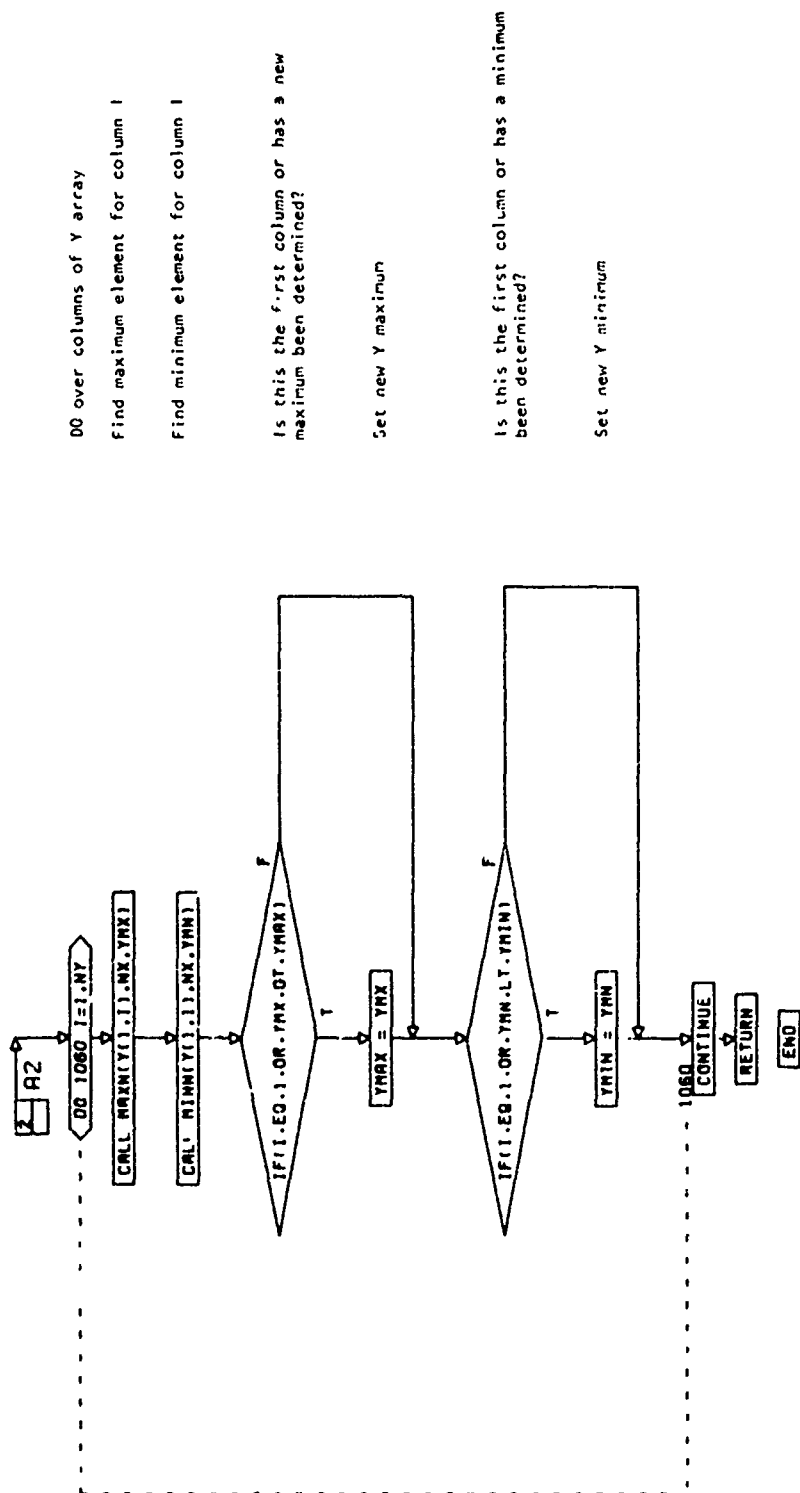 2 A2
DO 1060 I=1,NY
DO over columns of Y array
CALL MAXN(Y(1,I),NX,YMX)
Find maximum element for column I
CAL' MINN(Y(1,I),NX,YMN)
Find minimum element for column I
IF(I.EQ.1.OR.YMX.GT.YMAX)
F
T
Is this the first column or has a new
maximum been determined?
YMAX = YMX
Set new Y maximum
IF(I.EQ.1.OR.YMN.LT.YMIN)
F
T
Is this the first column or has a minimum
been determined?
YMIN = YMN
Set new Y minimum
1060
CONTINUE
RETURN
END